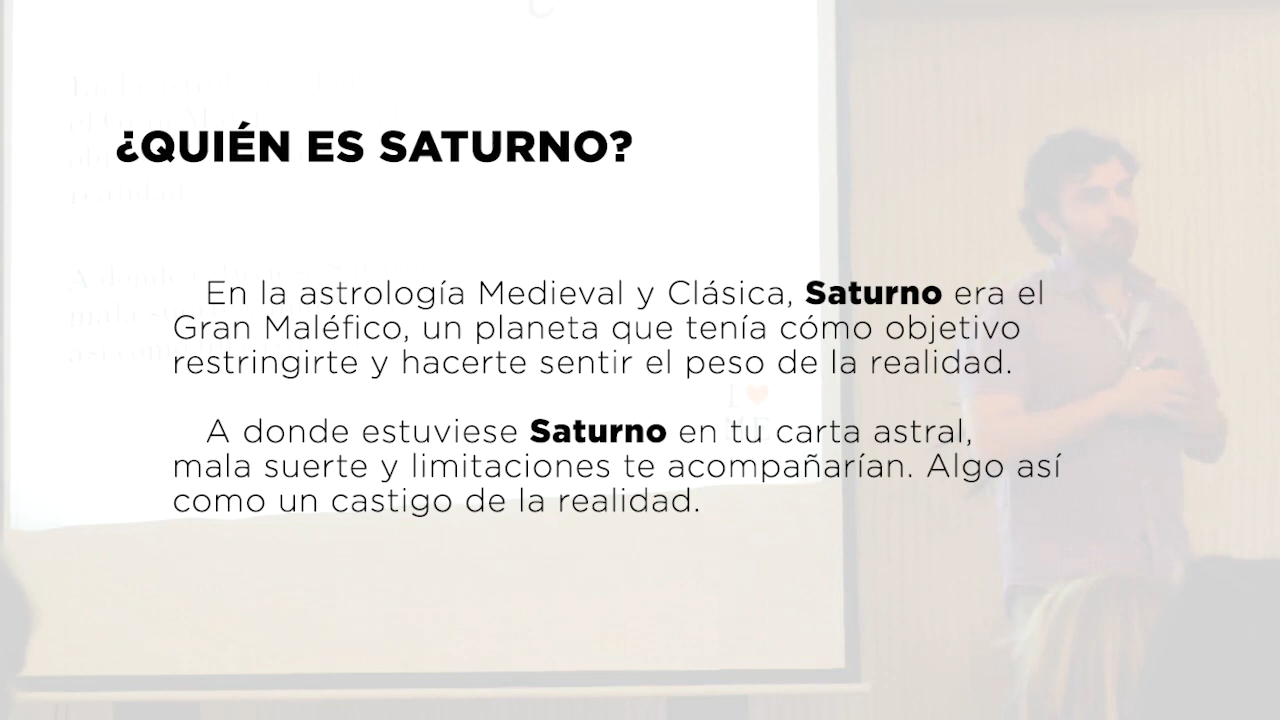 ¿QUIÉN ES SATURNO?
En la astrología Medieval y Clásica, Saturno era el
Gran Maléfico, un planeta que tenía cómo objetivo
restringirte y hacerte sentir el peso de la realidad.
A donde estuviese Saturno en tu carta astral,
mala suerte y limitaciones te acompañarían. Algo así
como un castigo de la realidad.